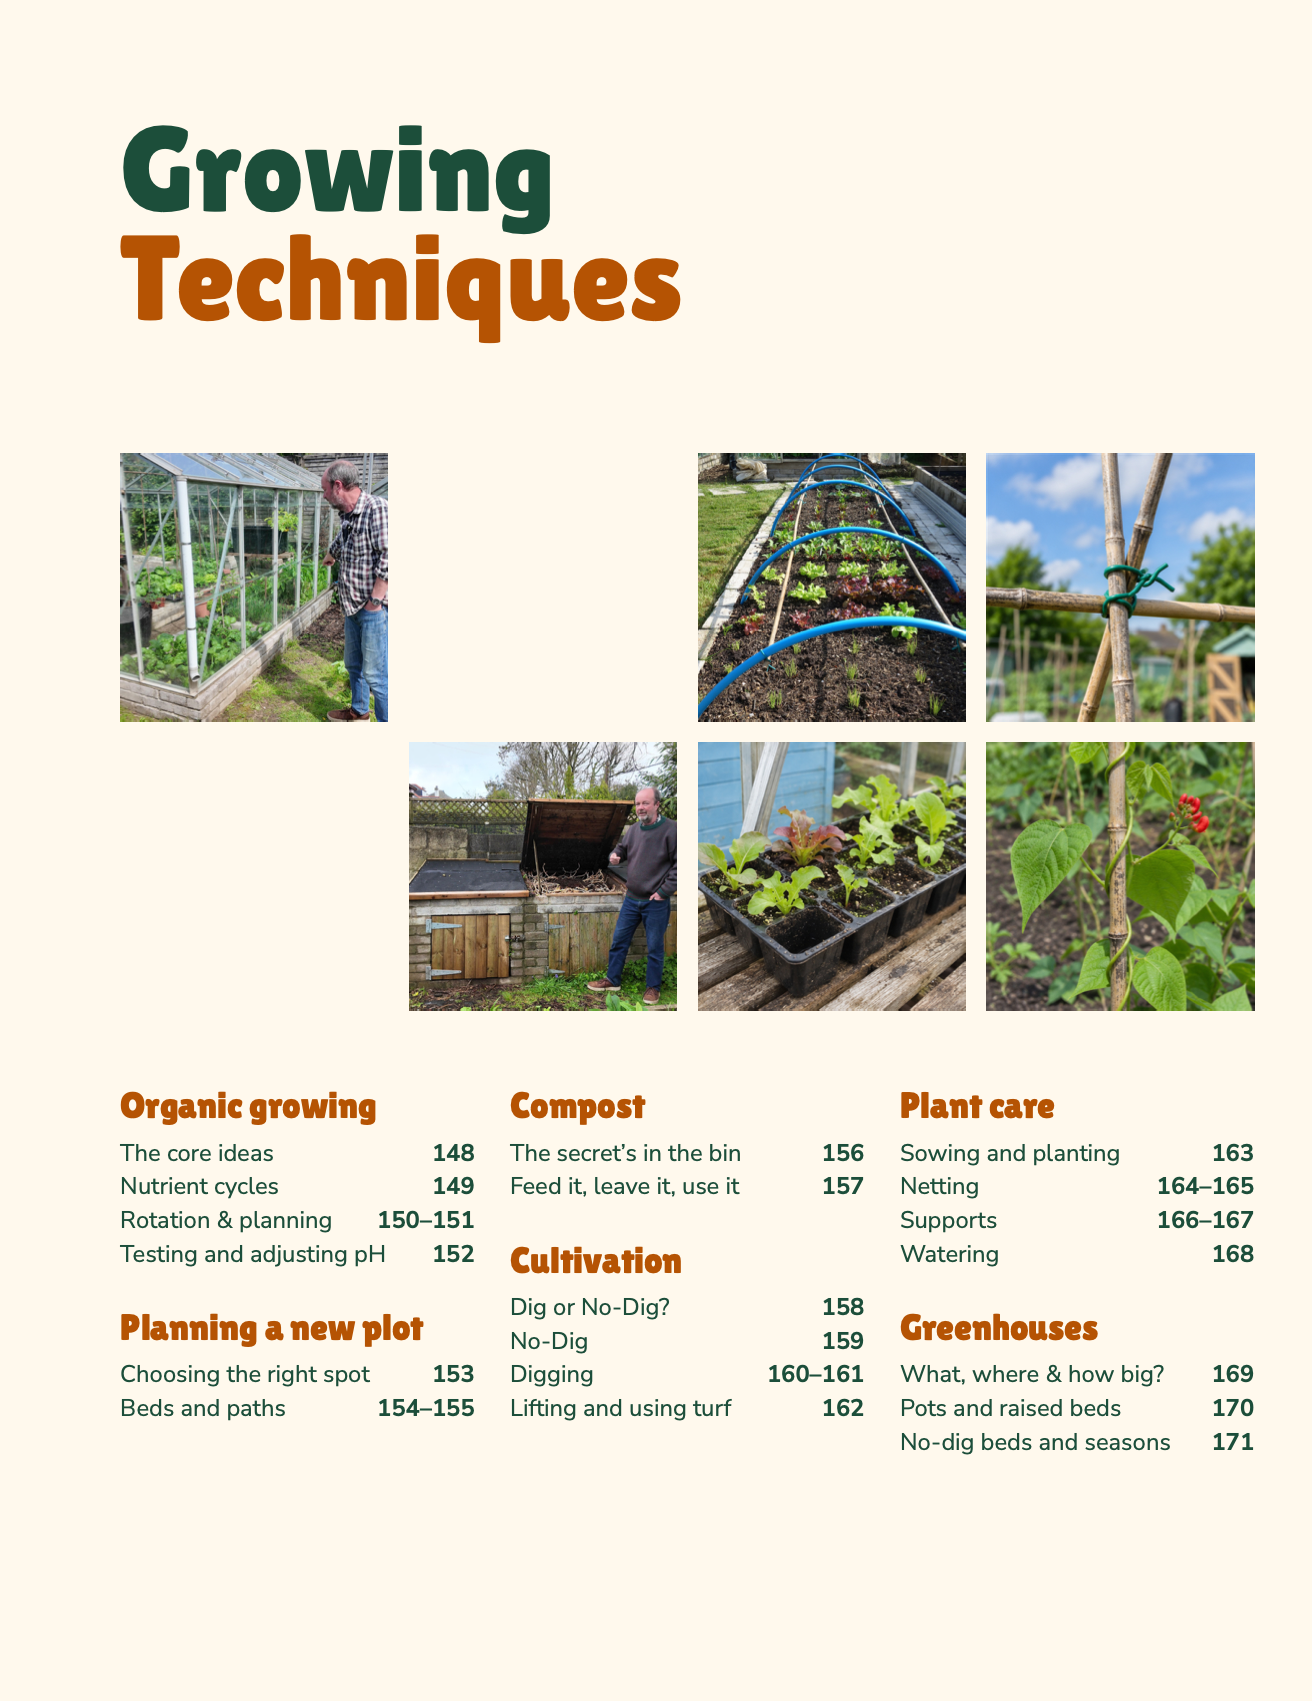 Growing
Techniques
Organic growing
The core ideas 148
Nutrient cycles 149
Rotation & planning 150–151
Testing and adjusting pH 152
Planning a new plot
Choosing the right spot 153
Beds and paths 154–155
Compost
The secret’s in the bin 156
Feed it, leave it, use it 157
Cultivation
Dig or No-Dig? 158
No-Dig 159
Digging 160–161
Lifting and using turf 162
Plant care
Sowing and planting 163
Netting 164–165
Supports 166–167
Watering 168
Greenhouses
What, where & how big? 169
Pots and raised beds 170
No-dig beds and seasons 171